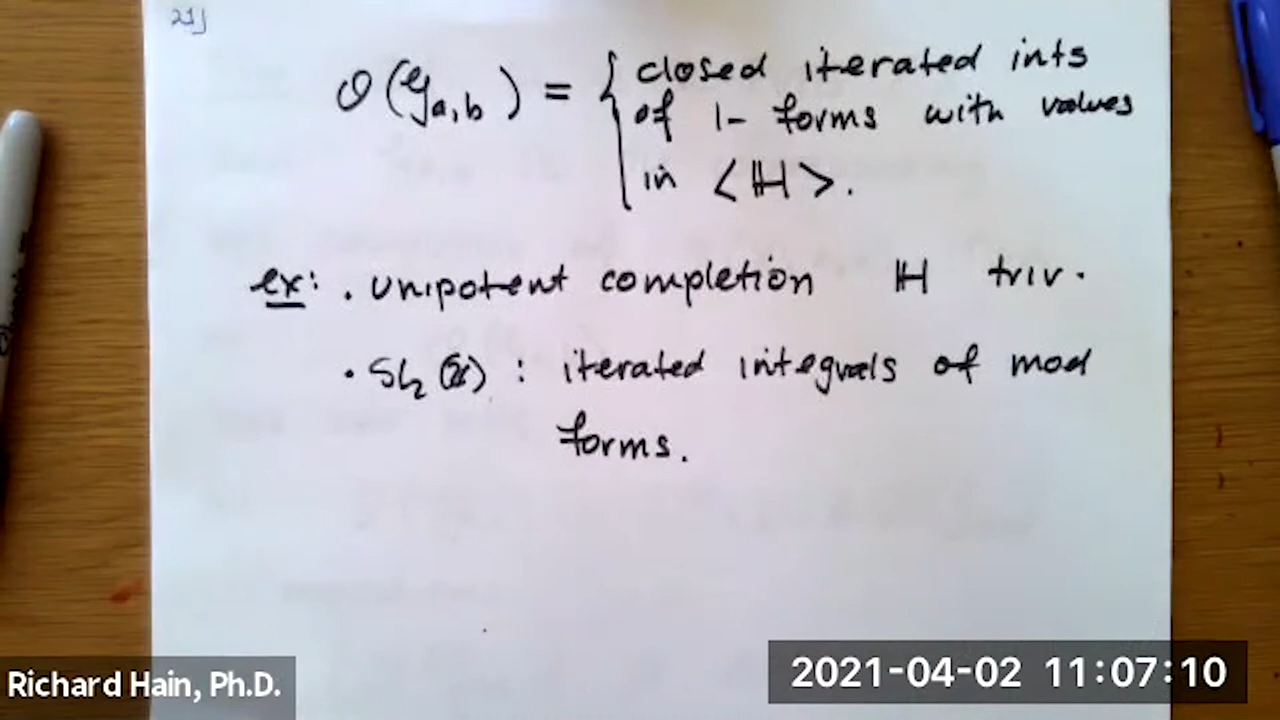 21)
O(𝒢a,b) = { closed iterated ints
of 1- forms with values
in <ℍ>.
ex: · unipotent completion ℍ triv.
· SL2(ℤ) : iterated integrals of mod
forms.
Richard Hain, Ph.D.
2021-04-02 11:07:10